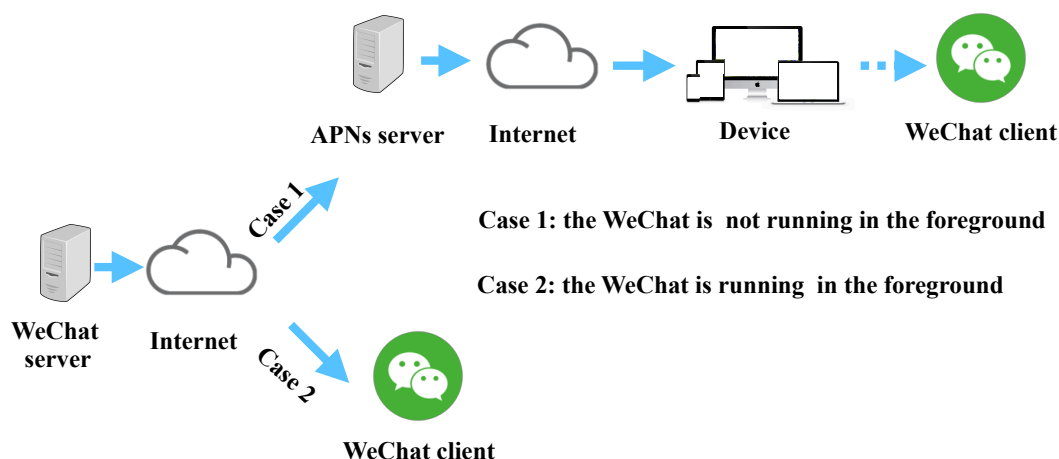 APNs server
Internet
Device
WeChat client
Case 1
Case 1: the WeChat is not running in the foreground
Case 2: the WeChat is running in the foreground
WeChat
server
Internet
Case 2
WeChat client